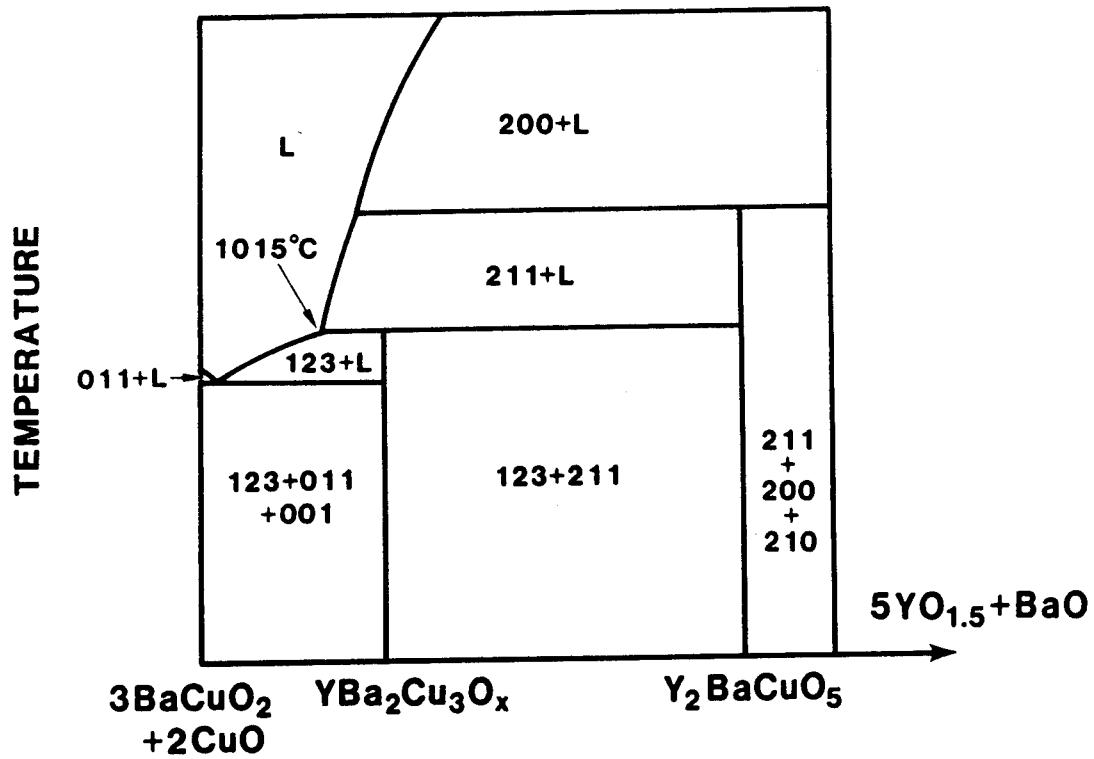 L
200+L
1015°C
211+L
TEMPERATURE
123+L
011+L
123+011
+001
123+211
211
+
200
+
210
5YO1.5+BaO
3BaCuO2
+2CuO
YBa2Cu3Ox
Y2BaCuO5